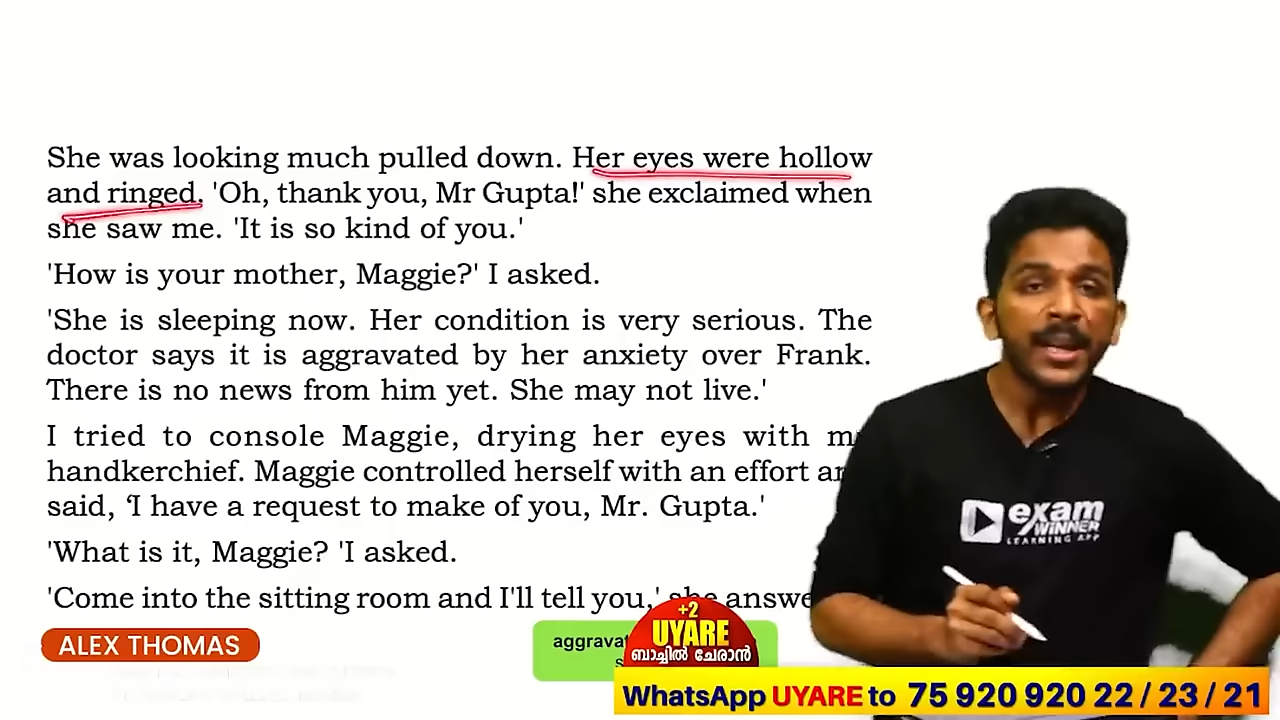 She was looking much pulled down. Her eyes were hollow
and ringed. 'Oh, thank you, Mr Gupta!' she exclaimed when
she saw me. 'It is so kind of you.'
'How is your mother, Maggie?' I asked.
'She is sleeping now. Her condition is very serious. The
doctor says it is aggravated by her anxiety over Frank.
There is no news from him yet. She may not live.'
I tried to console Maggie, drying her eyes with
handkerchief. Maggie controlled herself with an effort
said, 'I have a request to make of you, Mr. Gupta.'
'What is it, Maggie? 'I asked.
'Come into the sitting room and I'll tell you,' she
exam
WINNER
LEARNING APP
ALEX THOMAS
+2
UYARE
ബാച്ചിൽ ചേരാൻ
WhatsApp UYARE to 75 920 920 22 / 23 / 21